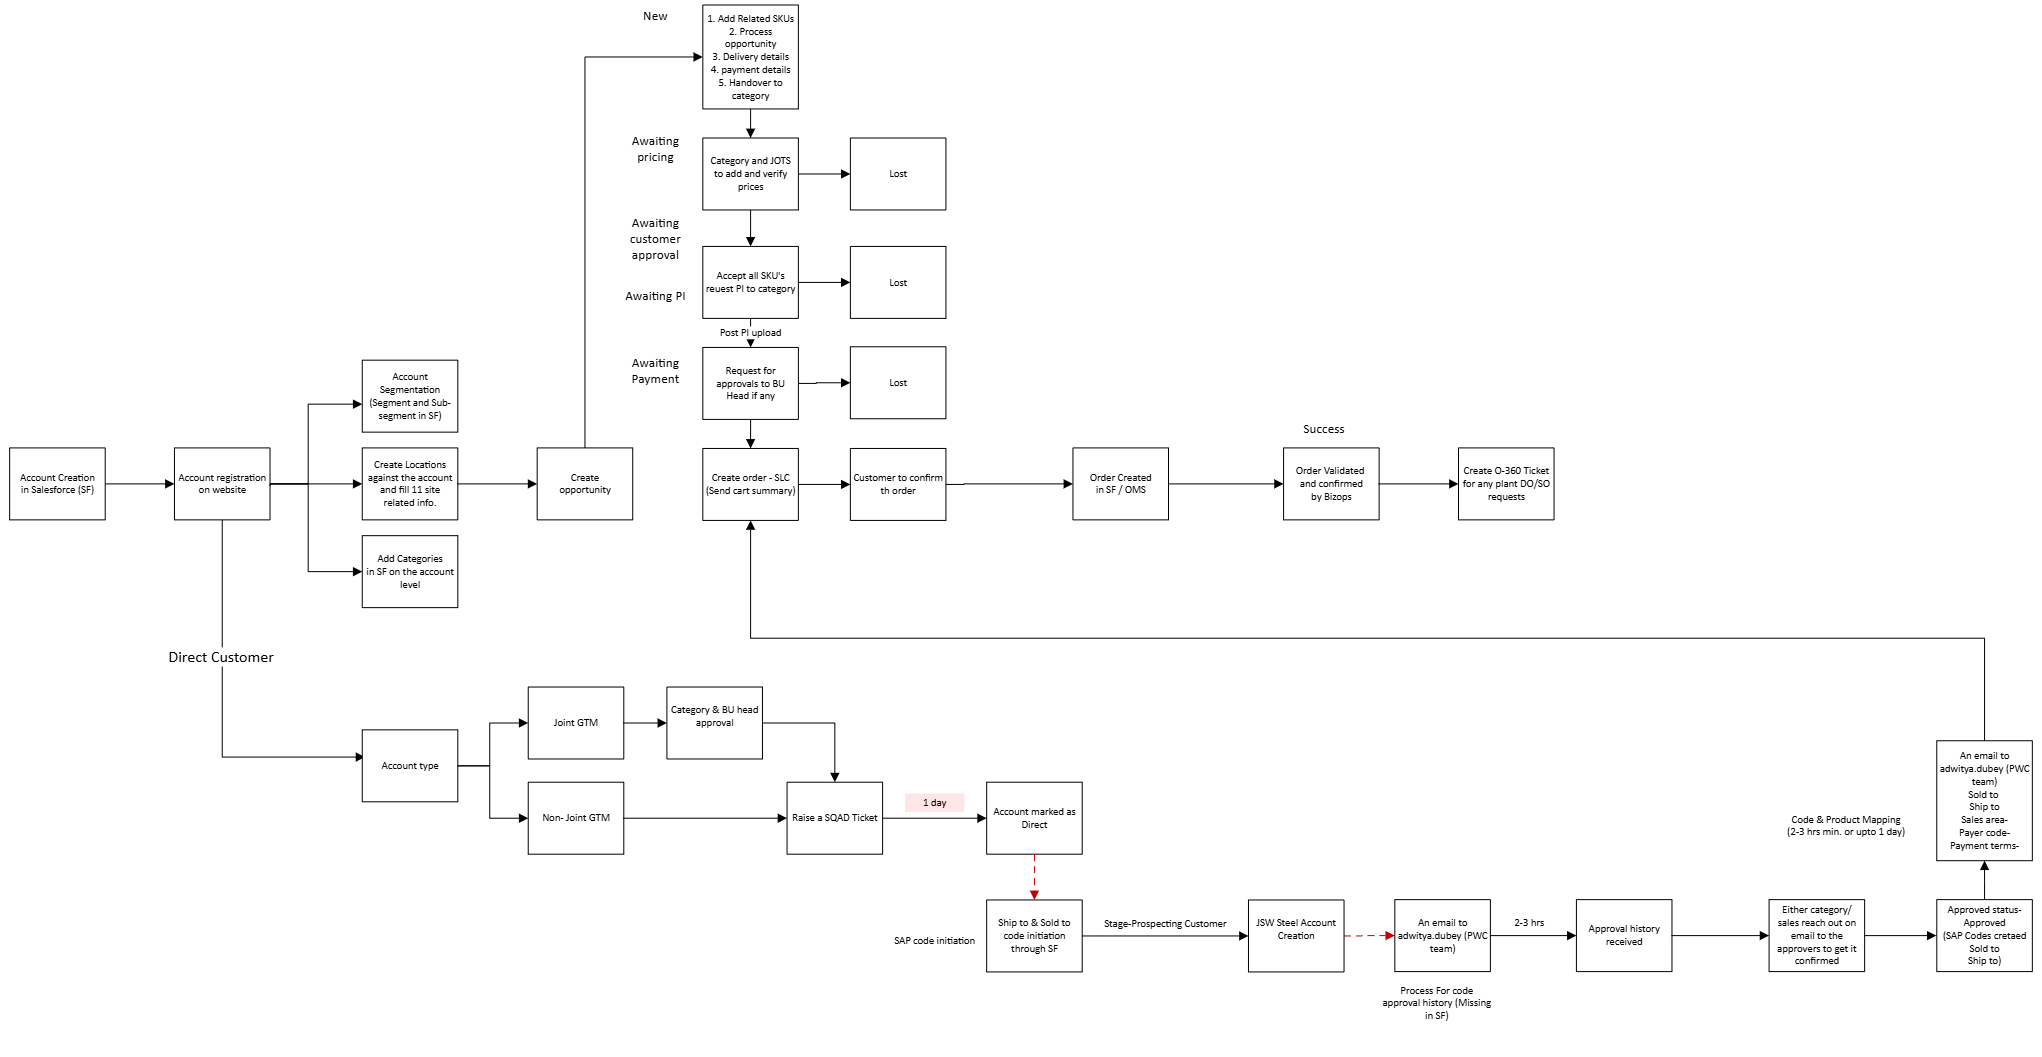 New
1. Add Related SKUs
2. Process
opportunity
3. Delivery details
4. payment details
5. Handover to
category
Awaiting
pricing
Category and JOTS
to add and verify
prices
Lost
Awaiting
customer
approval
Accept all SKU's
reuest PI to category
Lost
Awaiting PI
Post PI upload
Awaiting
Payment
Request for
approvals to BU
Head if any
Lost
Account
Segmentation
(Segment and Sub-
segment in SF)
Account Creation
in Salesforce (SF)
Account registration
on website
Create Locations
against the account
and fill 11 site
related info.
Create
opportunity
Create order - SLC
(Send cart summary)
Customer to confirm
th order
Order Created
in SF / OMS
Success
Order Validated
and confirmed
by Bizops
Create O-360 Ticket
for any plant DO/SO
requests
Add Categories
in SF on the account
level
Direct Customer
Account type
Joint GTM
Category & BU head
approval
Non- Joint GTM
Raise a SQAD Ticket
1 day
Account marked as
Direct
SAP code initiation
Ship to & Sold to
code initiation
through SF
Stage-Prospecting Customer
JSW Steel Account
Creation
An email to
adwitya.dubey (PWC
team)
Process For code
approval history (Missing
in SF)
2-3 hrs
Approval history
received
Either category/
sales reach out on
email to the
approvers to get it
confirmed
Approved status-
Approved
(SAP Codes cretaed
Sold to
Ship to)
Code & Product Mapping
(2-3 hrs min. or upto 1 day)
An email to
adwitya.dubey (PWC
team)
Sold to
Ship to
Sales area-
Payer code-
Payment terms-